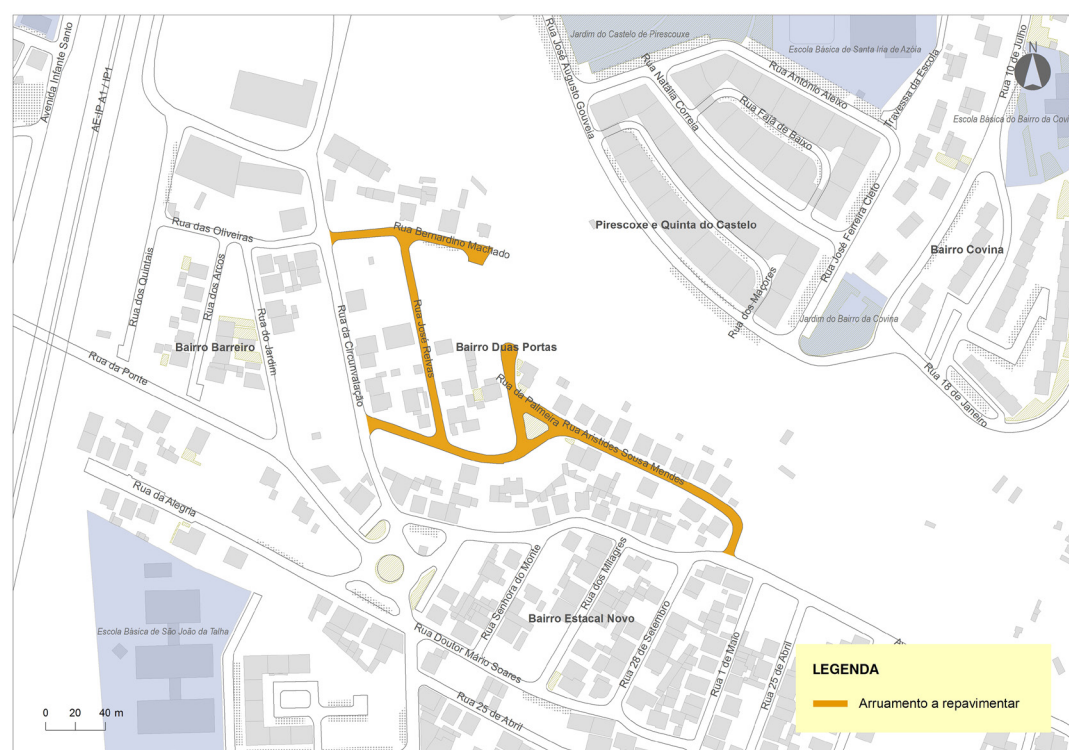 Avenida Infante Santo
AE-IP A1 / IP1
Rua José Augusto Gouveia
Jardim do Castelo de Pirescouxe
Rua Natália Correia
Escola Básica de Santa Iria de Azóia
Rua António Aleixo
Rua Fajã de Baixo
Travessa da Escola
Rua 10 de Julho
N
Escola Básica do Bairro da Covin
Rua das Oliveiras
Rua Bernardino Machado
Pirescoxe e Quinta do Castelo
Rua José Ferreira Cleto
Bairro Covina
Rua dos Quintais
Rua dos Arcos
Rua do Jardim
Rua da Circunvalação
Rua José Relvas
Rua dos Maçores
Jardim do Bairro da Covina
Bairro Barreiro
Bairro Duas Portas
Rua da Ponte
Rua da Palmeira
Rua Aristides Sousa Mendes
Rua 18 de Janeiro
Rua da Alegria
Rua Senhora do Monte
Rua dos Milagres
Bairro Estacal Novo
Rua 28 de Setembro
Escola Básica de São João da Talha
Rua Doutor Mário Soares
Rua 1 de Maio
Rua 25 de Abril
Rua 25 de Abril
LEGENDA
Arruamento a repavimentar
0 20 40 m